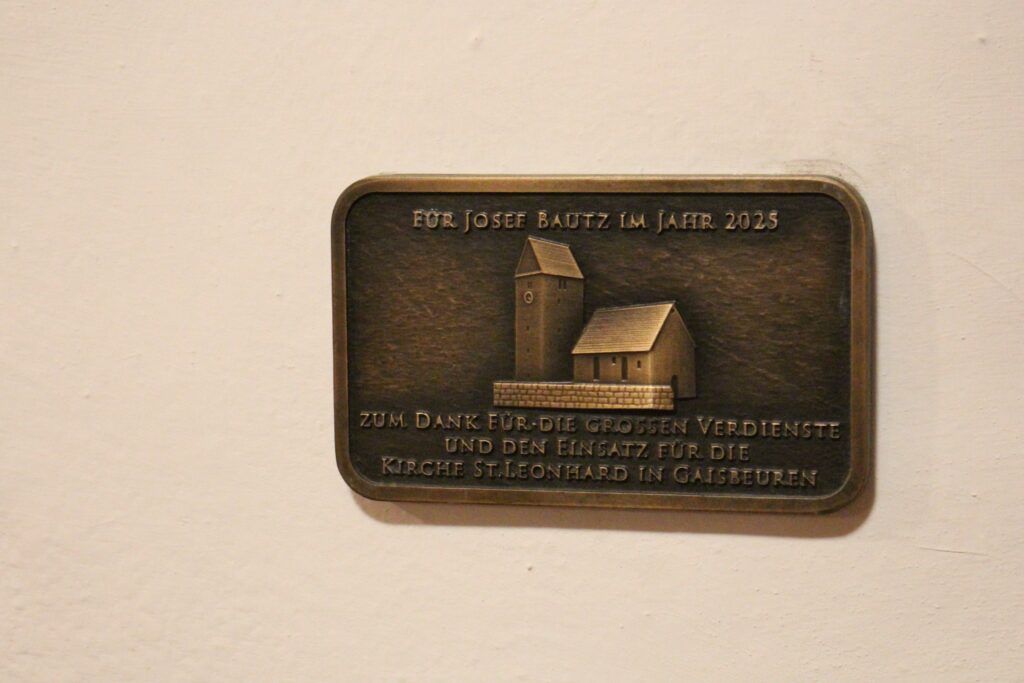 FÜR JOSEF BAUTZ IM JAHR 2025
ZUM DANK FÜR DIE GROSSEN VERDIENSTE
UND DEN EINSATZ FÜR DIE
KIRCHE ST.LEONHARD IN GAISBEUREN